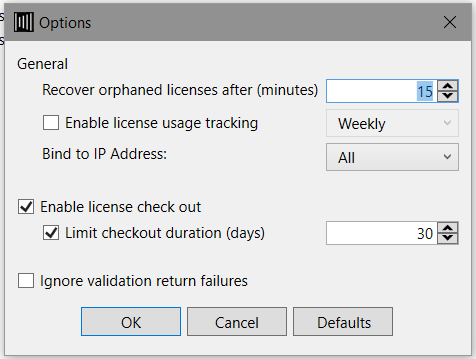 Options
General
Recover orphaned licenses after (minutes) 15
Enable license usage tracking Weekly
Bind to IP Address: All
Enable license check out
Limit checkout duration (days) 30
Ignore validation return failures
OK Cancel Defaults